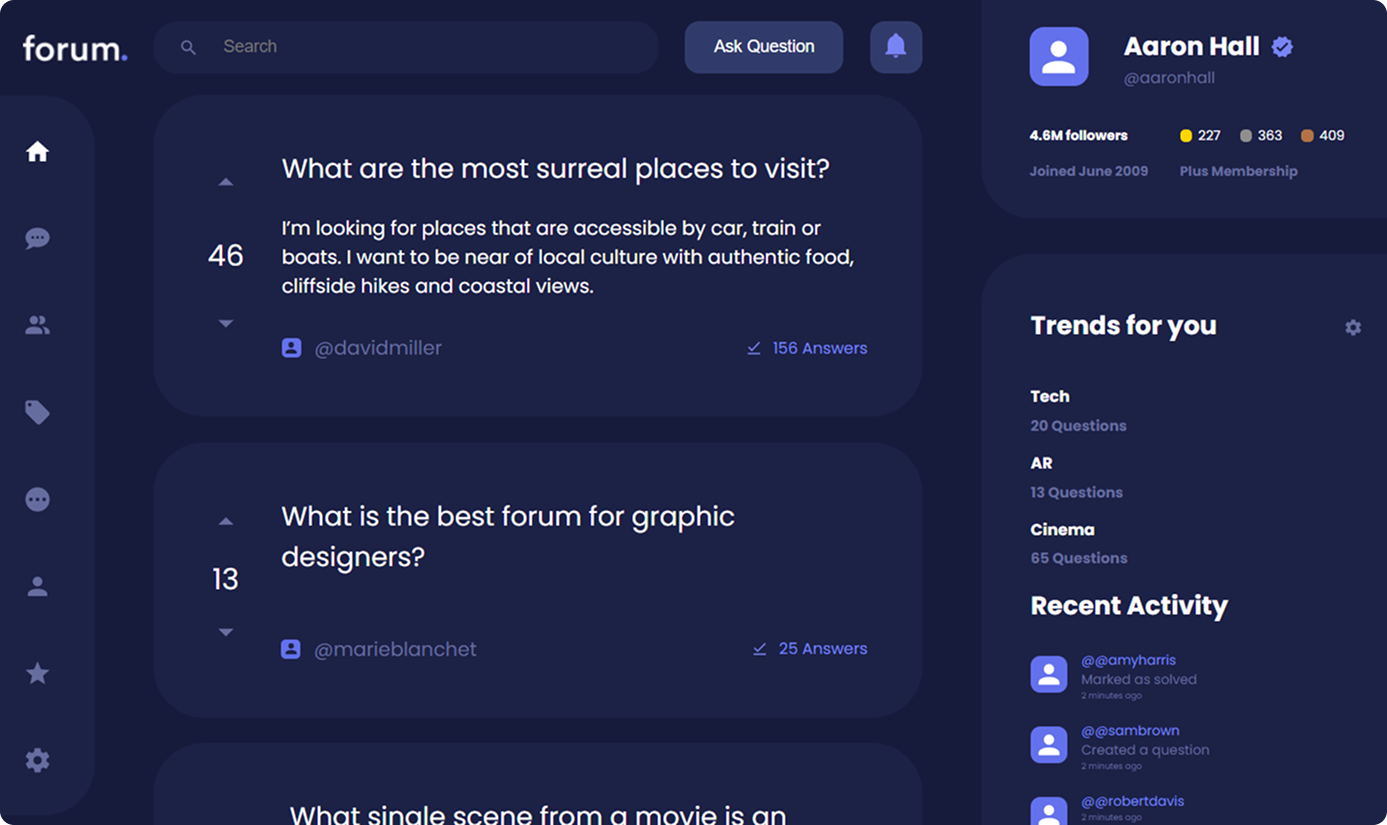 forum.
Search
Ask Question
What are the most surreal places to visit?
I’m looking for places that are accessible by car, train or
boats. I want to be near of local culture with authentic food,
cliffside hikes and coastal views.
46
@davidmiller
156 Answers
What is the best forum for graphic
designers?
13
@marieblanchet
25 Answers
What single scene from a movie is an
Aaron Hall
@aaronhall
4.6M followers 227 363 409
Joined June 2009 Plus Membership
Trends for you
Tech
20 Questions
AR
13 Questions
Cinema
65 Questions
Recent Activity
@@amyharris
Marked as solved
2 minutes ago
@@sambrown
Created a question
2 minutes ago
@@robertdavis
2 minutes ago